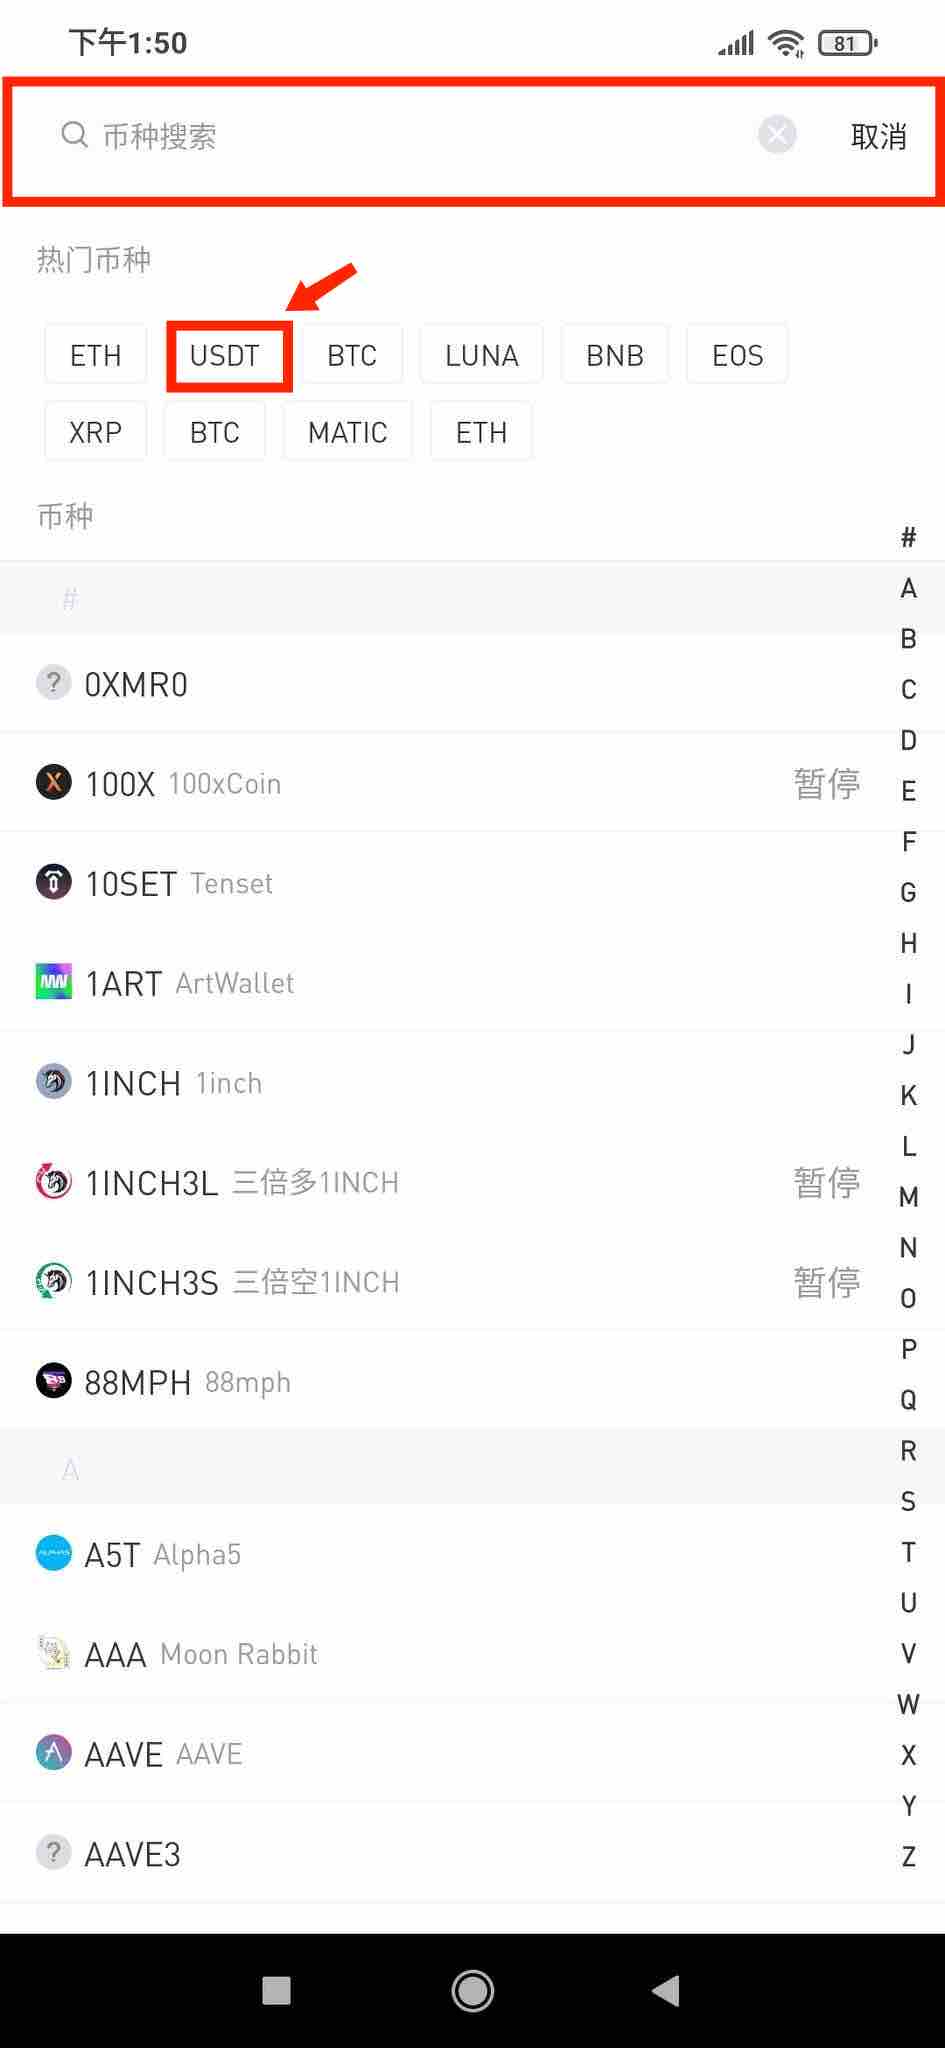 下午1:50
81
币种搜索 取消
热门币种
ETH USDT BTC LUNA BNB EOS
XRP BTC MATIC ETH
币种
#
A
B
C
D
E
F
G
H
I
J
K
L
M
N
O
P
Q
R
S
T
U
V
W
X
Y
Z
#
? 0XMR0
100X 100xCoin 暂停
10SET Tenset
1ART ArtWallet
1INCH 1inch
1INCH3L 三倍多1INCH 暂停
1INCH3S 三倍空1INCH 暂停
88MPH 88mph
A
A5T Alpha5
AAA Moon Rabbit
AAVE AAVE
? AAVE3